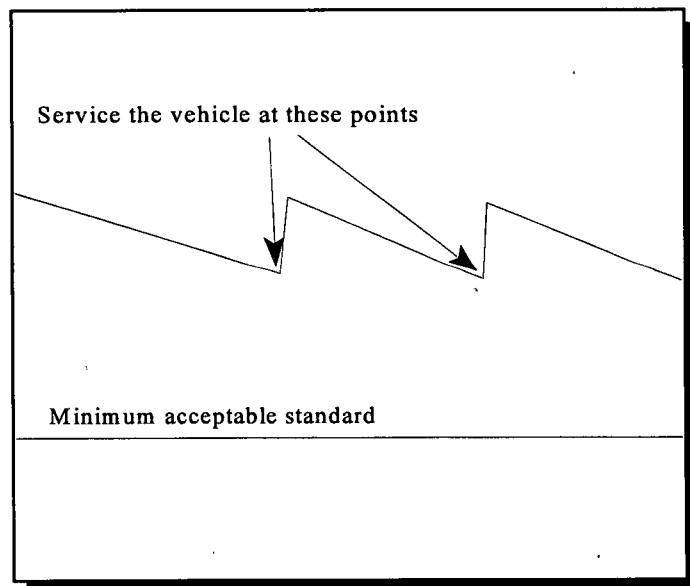 Service the vehicle at these points
Minimum acceptable standard